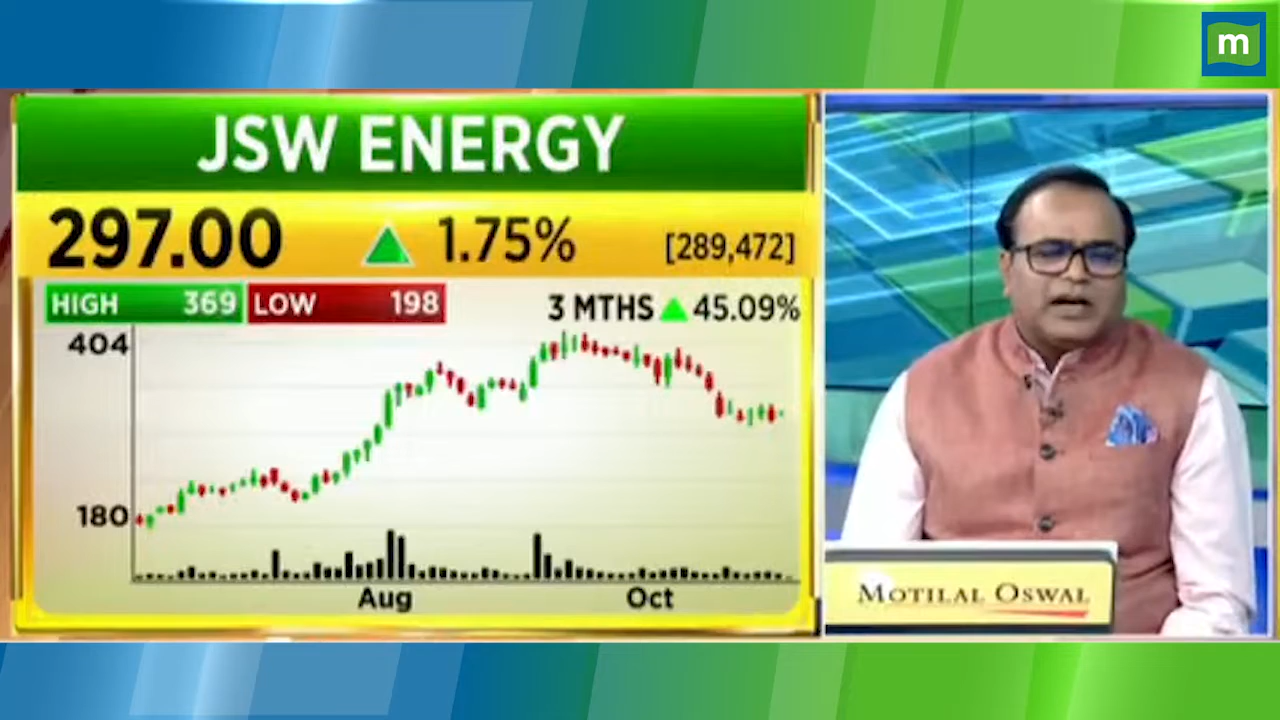 m
JSW ENERGY
297.00 ▲ 1.75% [289,472]
HIGH 369 LOW 198 3 MTHS ▲ 45.09%
404
180
Aug Oct
MOTILAL OSWAL